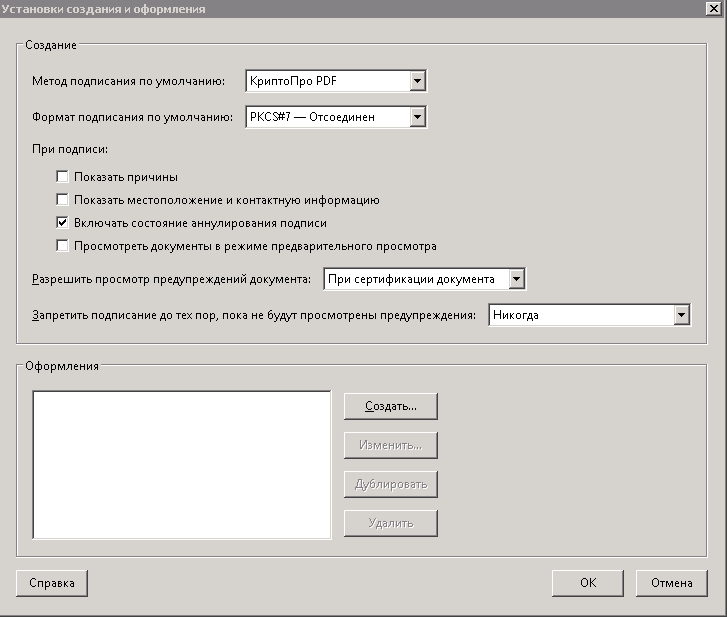 Установки создания и оформления
Создание
Метод подписания по умолчанию: КриптоПро PDF
Формат подписания по умолчанию: PKCS#7 — Отсоединен
При подписи:
Показать причины
Показать местоположение и контактную информацию
Включать состояние аннулирования подписи
Просмотреть документы в режиме предварительного просмотра
Разрешить просмотр предупреждений документа: При сертификации документа
Запретить подписание до тех пор, пока не будут просмотрены предупреждения: Никогда
Оформления
Создать...
Изменить...
Дублировать
Удалить
Справка OK Отмена